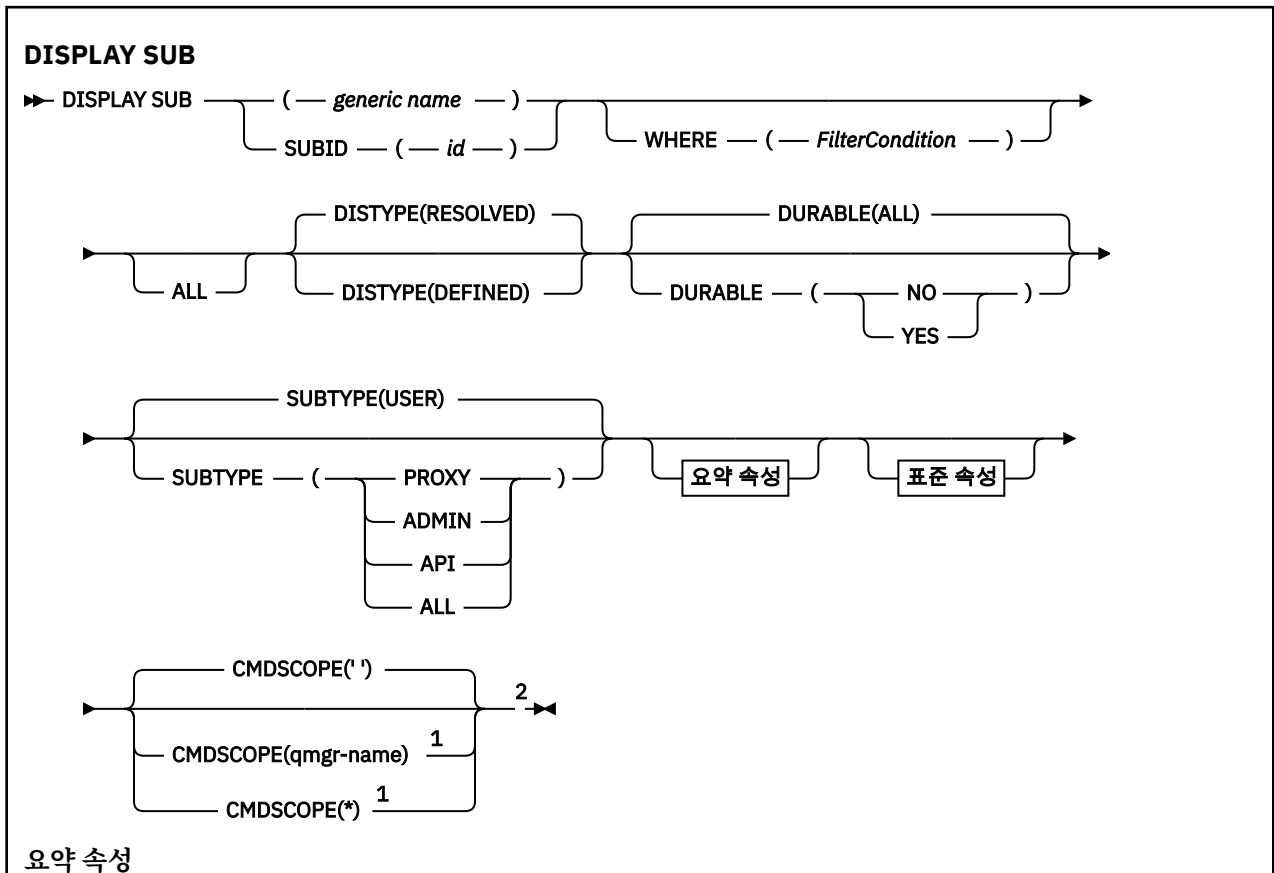 DISPLAY SUB
DISPLAY SUB ( generic name ) SUBID ( id ) WHERE ( FilterCondition )
ALL DISTYPE(RESOLVED) DISTYPE(DEFINED) DURABLE(ALL) DURABLE ( NO YES )
SUBTYPE(USER)
SUBTYPE ( PROXY ADMIN API ALL ) 요약 속성 표준 속성
CMDSCOPE(' ')
CMDSCOPE(qmgr-name) 1
CMDSCOPE(*) 1
2
요약 속성